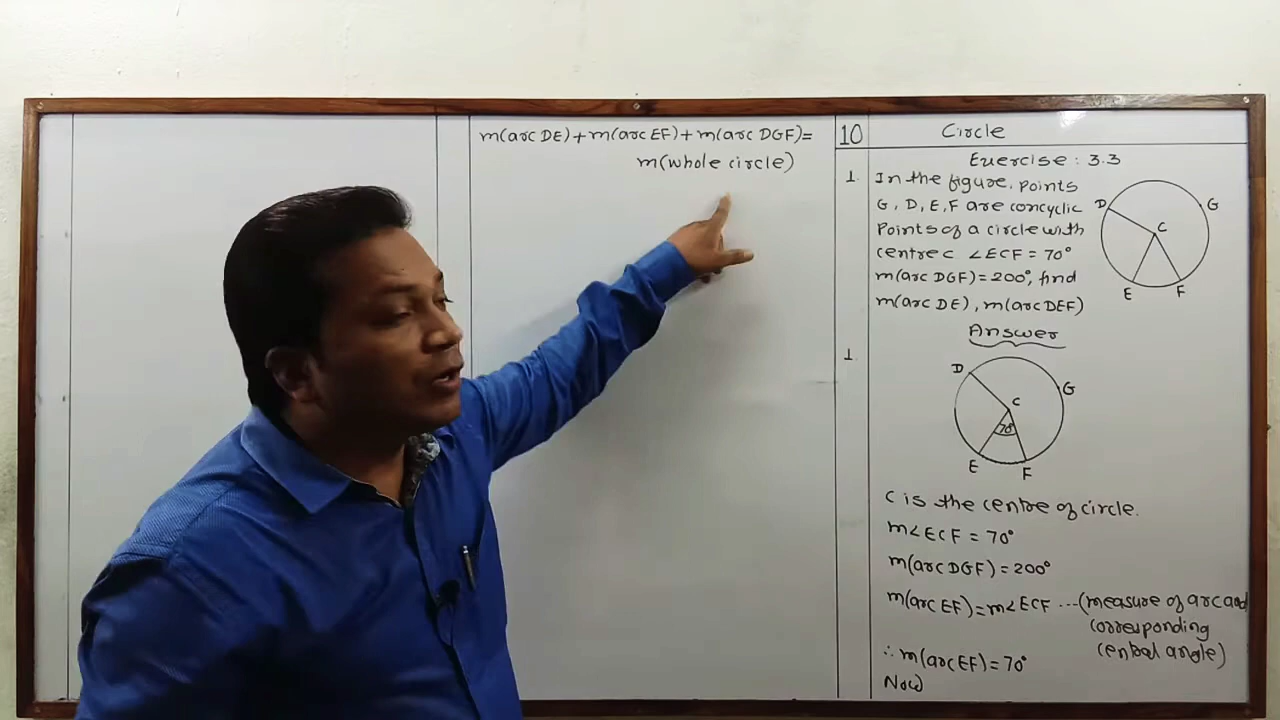 m(arc DE)+m(arc EF)+m(arc DGF)=
m(whole circle)
10 Circle
Exercise : 3.3
1. In the figure, points
G, D, E, F are concyclic
Points of a circle with
centre C ∠ECF = 70°
m(arc DGF) = 200°, find
m(arc DE), m(arc DEF)
D
G
C
E
F
Answer
1.
D
G
C
70°
E
F
C is the centre of circle.
m∠ECF = 70°
m(arc DGF) = 200°
m(arc EF) = m∠ECF ...(measure of arc and
corresponding
central angle)
∴ m(arc EF) = 70°
Now